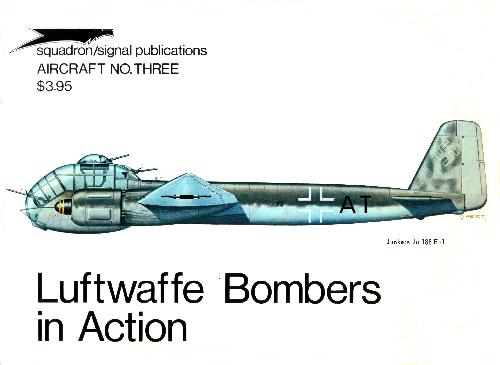 squadron/signal publications
AIRCRAFT NO. THREE
$3.95
AT
Junkers Ju 188 E-1
Luftwaffe Bombers
in Action